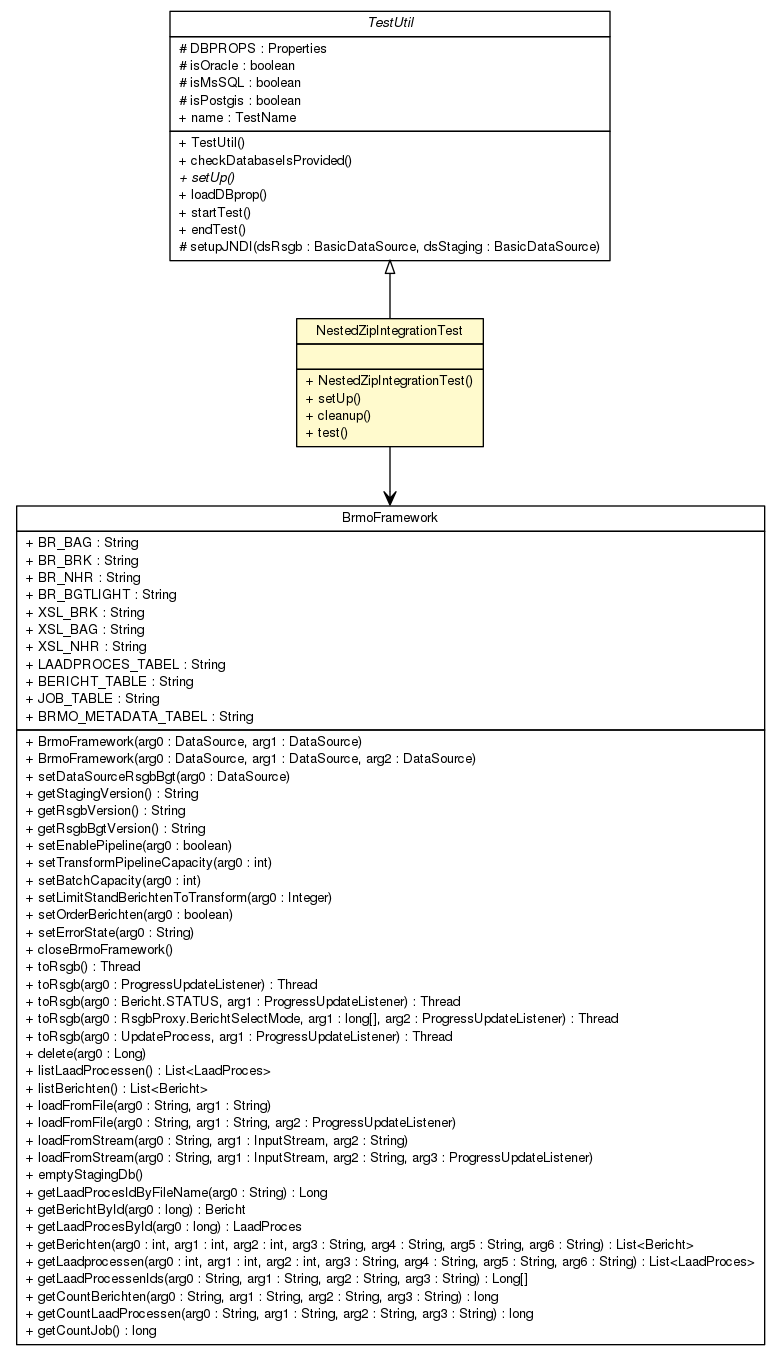 TestUtil
# DBPROPS : Properties
# isOracle : boolean
# isMsSQL : boolean
# isPostgis : boolean
+ name : TestName
+ TestUtil()
+ checkDatabaseIsProvided()
+ setUp()
+ loadDBprop()
+ startTest()
+ endTest()
# setupJNDI(dsRsgb : BasicDataSource, dsStaging : BasicDataSource)
NestedZipIntegrationTest
+ NestedZipIntegrationTest()
+ setUp()
+ cleanup()
+ test()
BrmoFramework
+ BR_BAG : String
+ BR_BRK : String
+ BR_NHR : String
+ BR_BGTLIGHT : String
+ XSL_BRK : String
+ XSL_BAG : String
+ XSL_NHR : String
+ LAADPROCES_TABEL : String
+ BERICHT_TABLE : String
+ JOB_TABLE : String
+ BRMO_METADATA_TABEL : String
+ BrmoFramework(arg0 : DataSource, arg1 : DataSource)
+ BrmoFramework(arg0 : DataSource, arg1 : DataSource, arg2 : DataSource)
+ setDataSourceRsgbBgt(arg0 : DataSource)
+ getStagingVersion() : String
+ getRsgbVersion() : String
+ getRsgbBgtVersion() : String
+ setEnablePipeline(arg0 : boolean)
+ setTransformPipelineCapacity(arg0 : int)
+ setBatchCapacity(arg0 : int)
+ setLimitStandBerichtenToTransform(arg0 : Integer)
+ setOrderBerichten(arg0 : boolean)
+ setErrorState(arg0 : String)
+ closeBrmoFramework()
+ toRsgb() : Thread
+ toRsgb(arg0 : ProgressUpdateListener) : Thread
+ toRsgb(arg0 : Bericht.STATUS, arg1 : ProgressUpdateListener) : Thread
+ toRsgb(arg0 : RsgbProxy.BerichtSelectMode, arg1 : long[], arg2 : ProgressUpdateListener) : Thread
+ toRsgb(arg0 : UpdateProcess, arg1 : ProgressUpdateListener) : Thread
+ delete(arg0 : Long)
+ listLaadProcessen() : List<LaadProces>
+ listBerichten() : List<Bericht>
+ loadFromFile(arg0 : String, arg1 : String)
+ loadFromFile(arg0 : String, arg1 : String, arg2 : ProgressUpdateListener)
+ loadFromStream(arg0 : String, arg1 : InputStream, arg2 : String)
+ loadFromStream(arg0 : String, arg1 : InputStream, arg2 : String, arg3 : ProgressUpdateListener)
+ emptyStagingDb()
+ getLaadProcesIdByFileName(arg0 : String) : Long
+ getBerichtById(arg0 : long) : Bericht
+ getLaadProcesById(arg0 : long) : LaadProces
+ getBerichten(arg0 : int, arg1 : int, arg2 : int, arg3 : String, arg4 : String, arg5 : String, arg6 : String) : List<Bericht>
+ getLaadprocessen(arg0 : int, arg1 : int, arg2 : int, arg3 : String, arg4 : String, arg5 : String, arg6 : String) : List<LaadProces>
+ getLaadProcessenIds(arg0 : String, arg1 : String, arg2 : String, arg3 : String) : Long[]
+ getCountBerichten(arg0 : String, arg1 : String, arg2 : String, arg3 : String) : long
+ getCountLaadProcessen(arg0 : String, arg1 : String, arg2 : String, arg3 : String) : long
+ getCountJob() : long